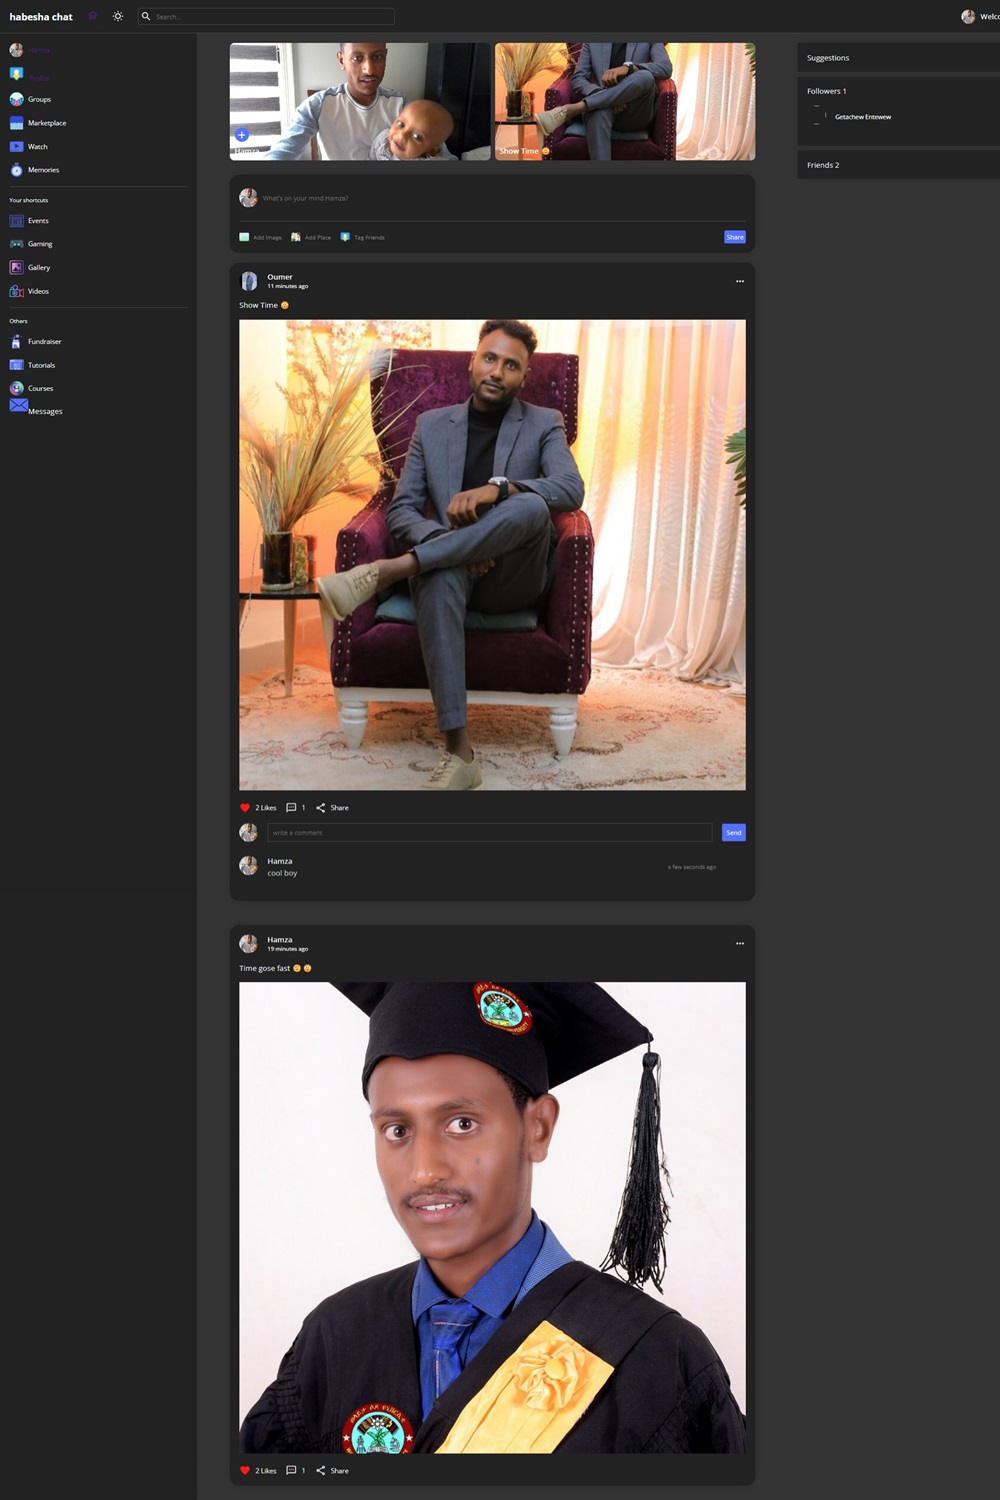 habesha chat
Search...
Hamza
Profile
Groups
Marketplace
Watch
Memories
Your shortcuts
Events
Gaming
Gallery
Videos
Others
Fundraiser
Tutorials
Courses
Messages
Hamza
Show Time
What's on your mind Hamza?
Add Image
Add Place
Tag Friends
Share
Oumer
11 minutes ago
Show Time
2 Likes
1
Share
write a comment
Send
Hamza
a few seconds ago
cool boy
Hamza
19 minutes ago
Time gose fast
2 Likes
1
Share
Welco
Suggestions
Followers 1
Getachew Entewew
Friends 2